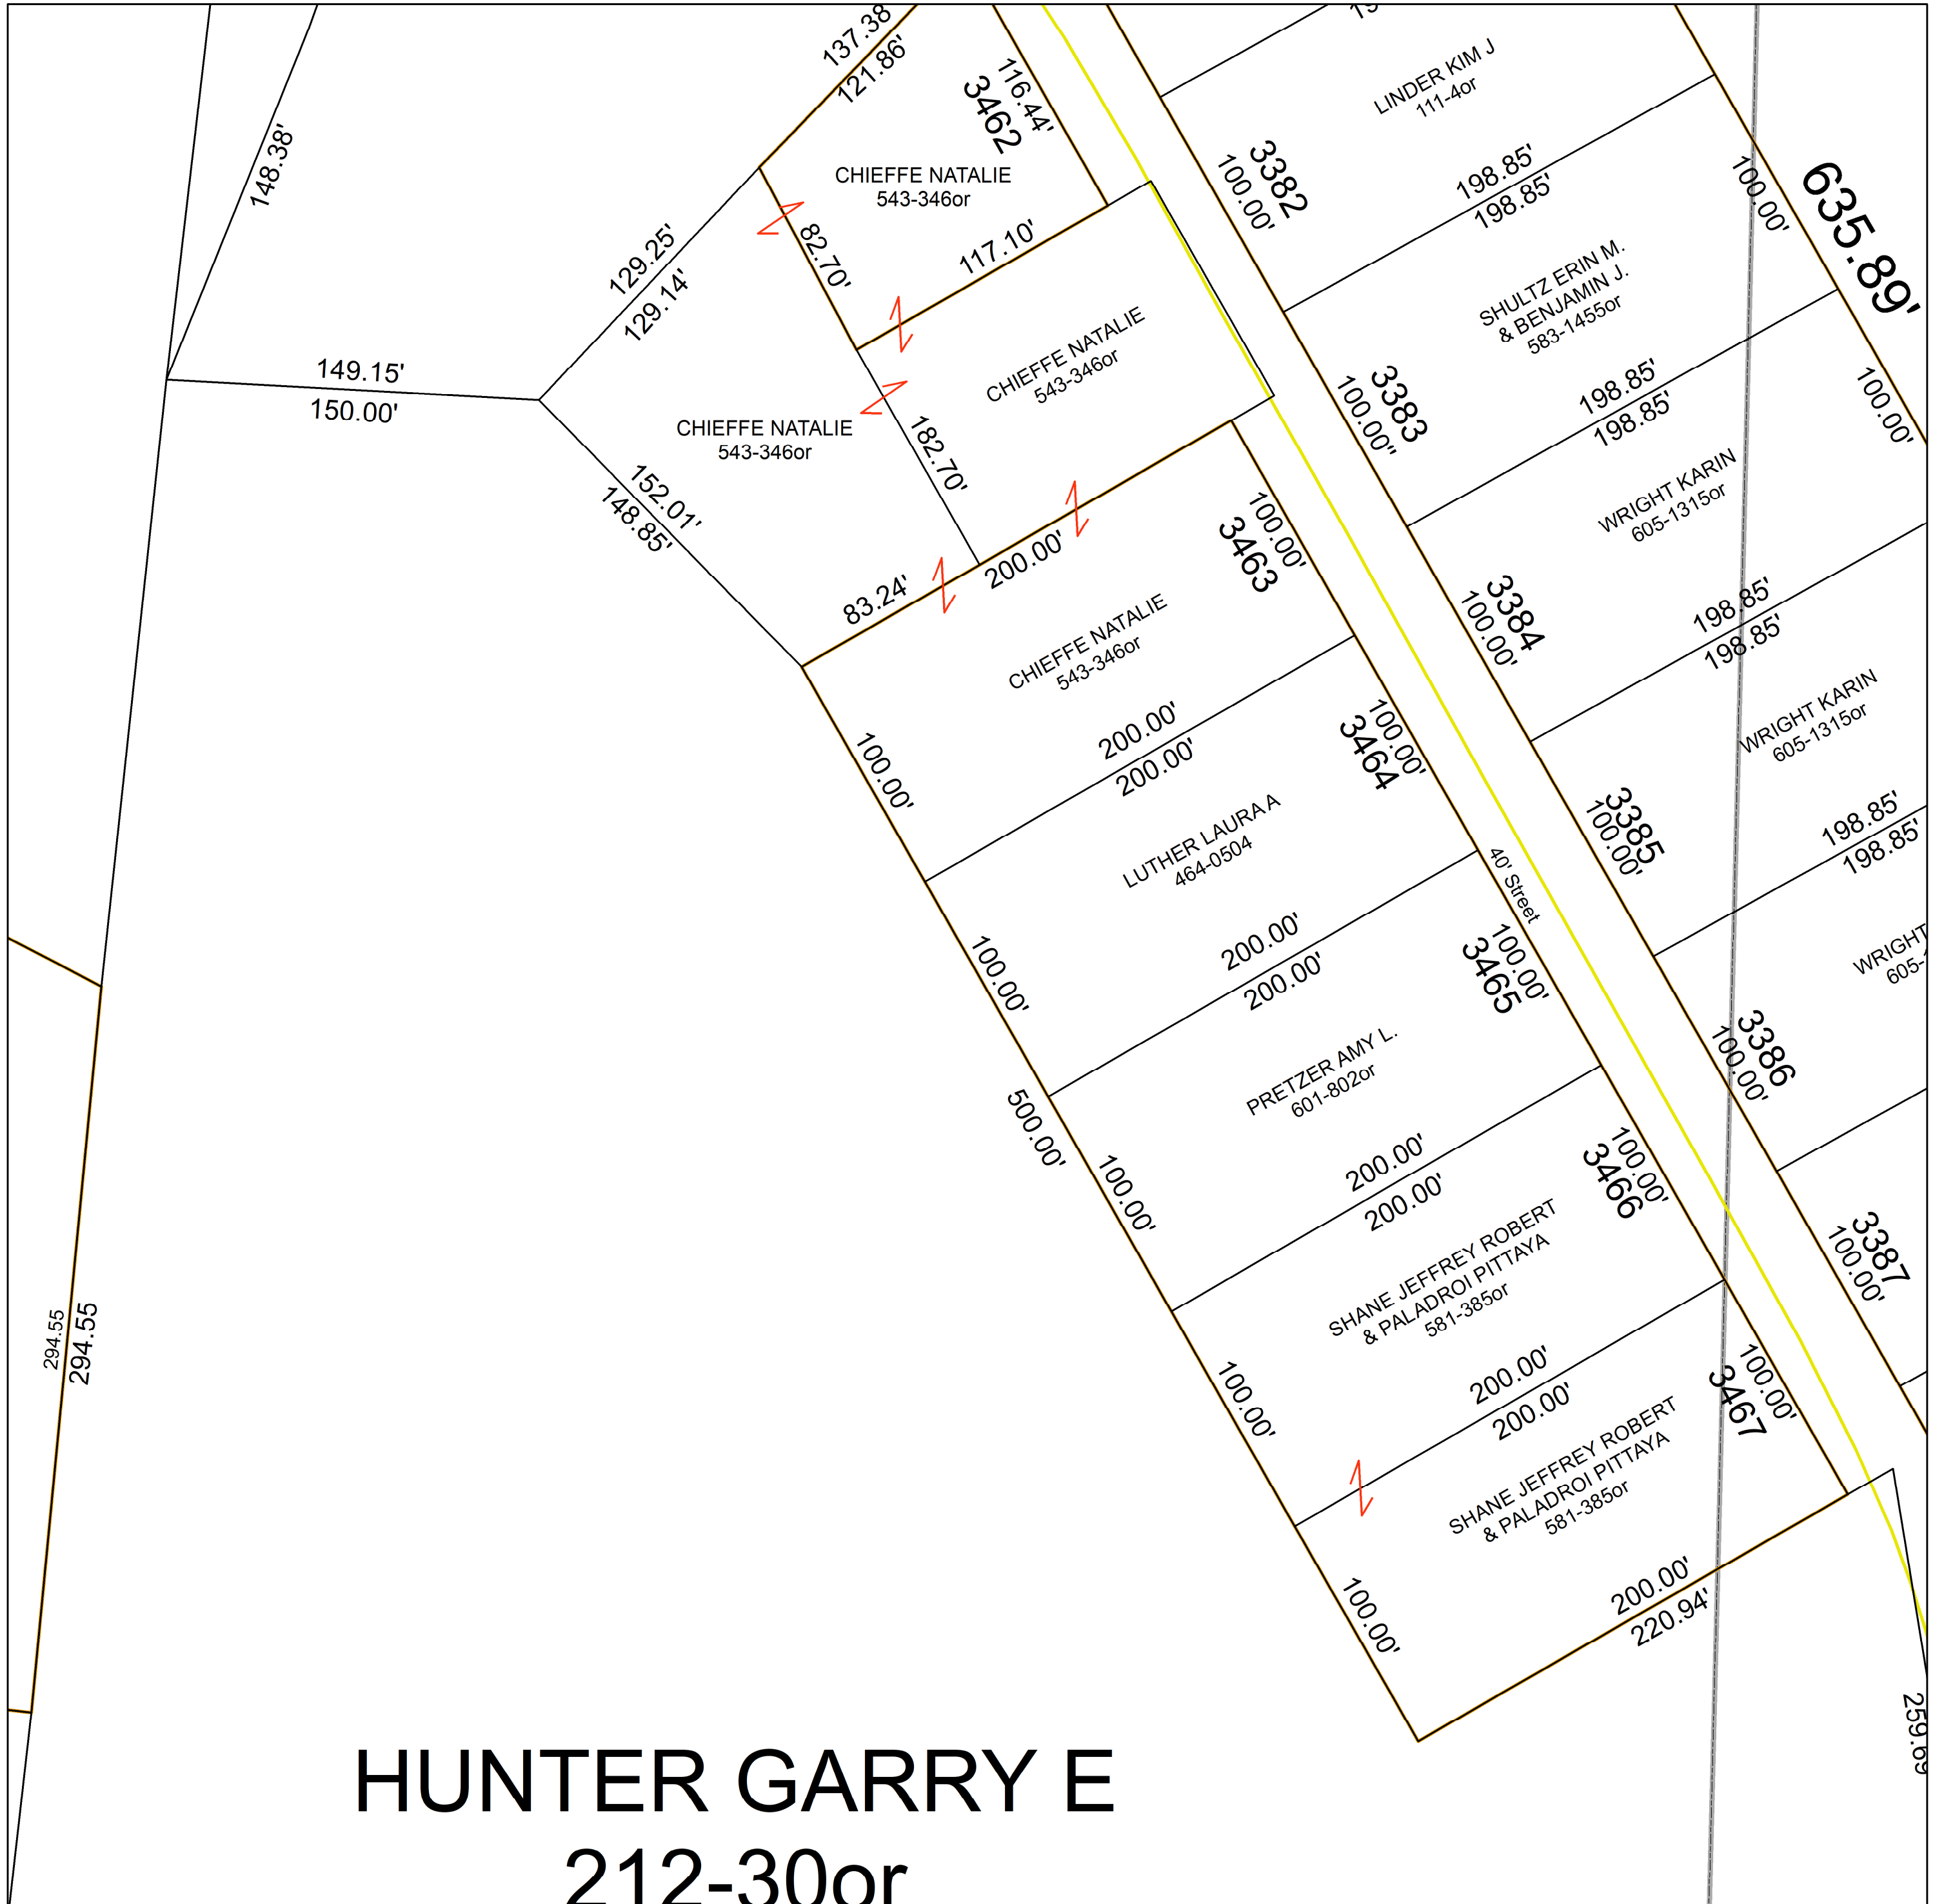 137.38
121.86'
116.44'
3462
148.38'
CHIEFFE NATALIE
543-346or
129.25'
129.14'
82.70'
117.10'
149.15'
150.00'
CHIEFFE NATALIE
543-346or
CHIEFFE NATALIE
543-346or
182.70'
152.01'
148.85'
83.24'
200.00'
100.00'
3463
CHIEFFE NATALIE
543-346or
100.00'
200.00'
200.00'
100.00'
3464
LUTHER LAURA A
464-0504
100.00'
200.00'
200.00'
40' Street
100.00'
3465
PRETZER AMY L.
601-802or
500.00'
100.00'
200.00'
200.00'
100.00'
3466
SHANE JEFFREY ROBERT
& PALADROI PITTAYA
581-385or
100.00'
200.00'
200.00'
100.00'
3467
SHANE JEFFREY ROBERT
& PALADROI PITTAYA
581-385or
100.00'
200.00'
220.94'
LINDER KIM J
111-4or
3382
100.00'
198.85'
198.85'
100.00'
635.89'
SHULTZ ERIN M.
& BENJAMIN J.
583-1455or
3383
100.00"
198.85'
198.85'
100.00'
WRIGHT KARIN
605-1315or
3384
100.00'
198.85'
198.85'
WRIGHT KARIN
605-1315or
3385
100.00'
198.85'
198.85'
WRIGHT
605-
3386
100.00'
3387
100.00'
259.69
294.55
294.55
HUNTER GARRY E
212-30or